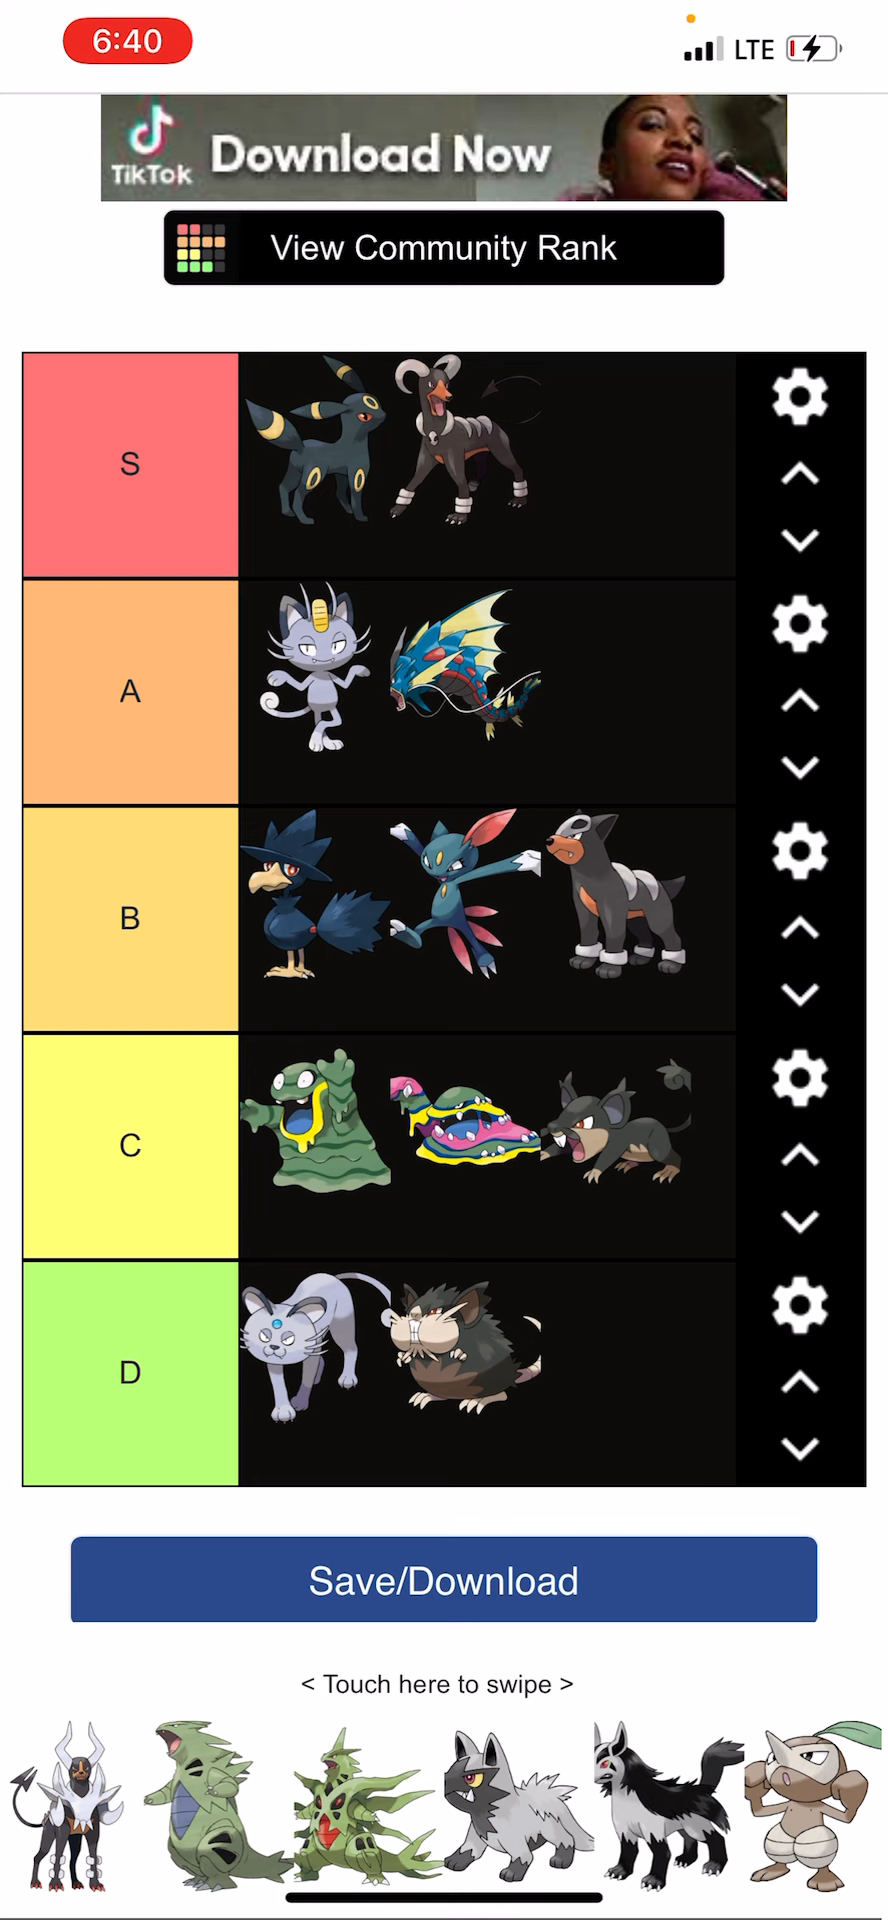 6:40
LTE
TikTok
Download Now
View Community Rank
S
A
B
C
D
Save/Download
< Touch here to swipe >